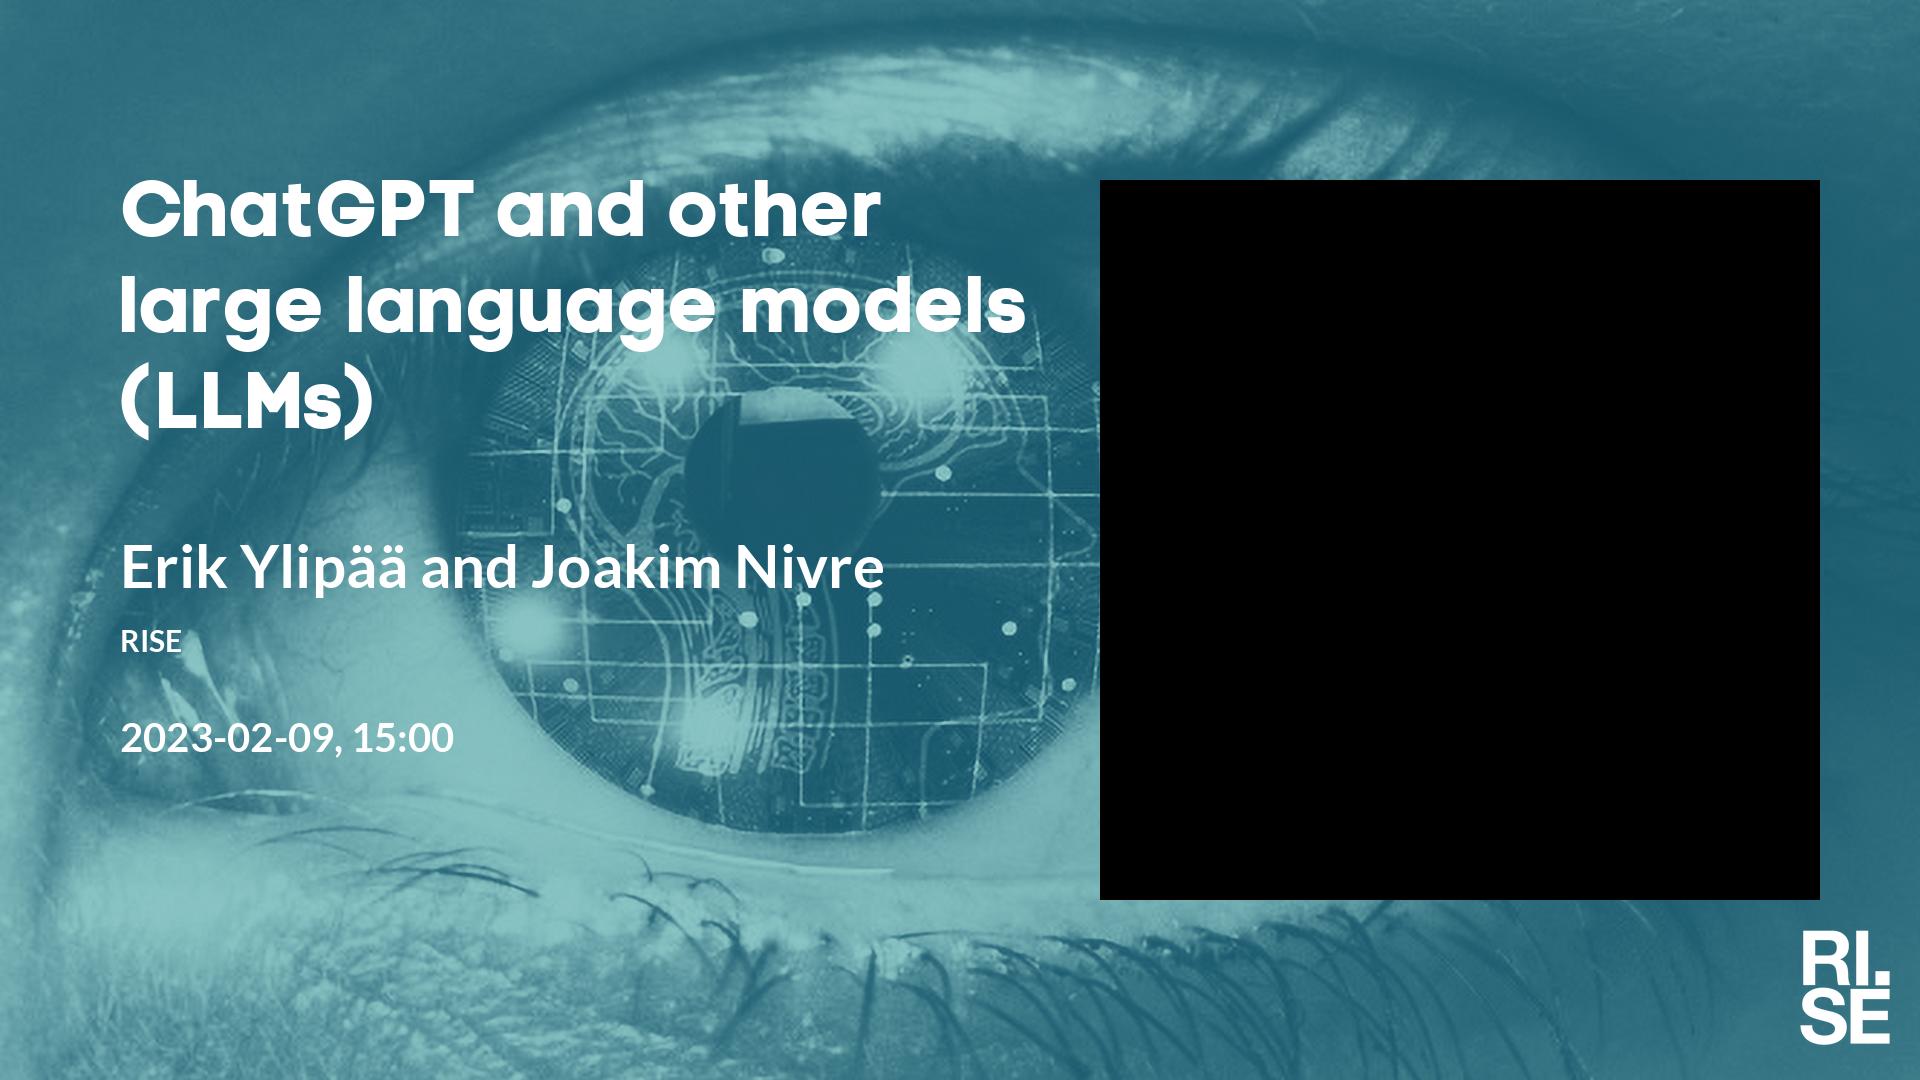 ChatGPT and other
large language models
(LLMs)
Erik Ylipää and Joakim Nivre
RISE
2023-02-09, 15:00
RI.
SE